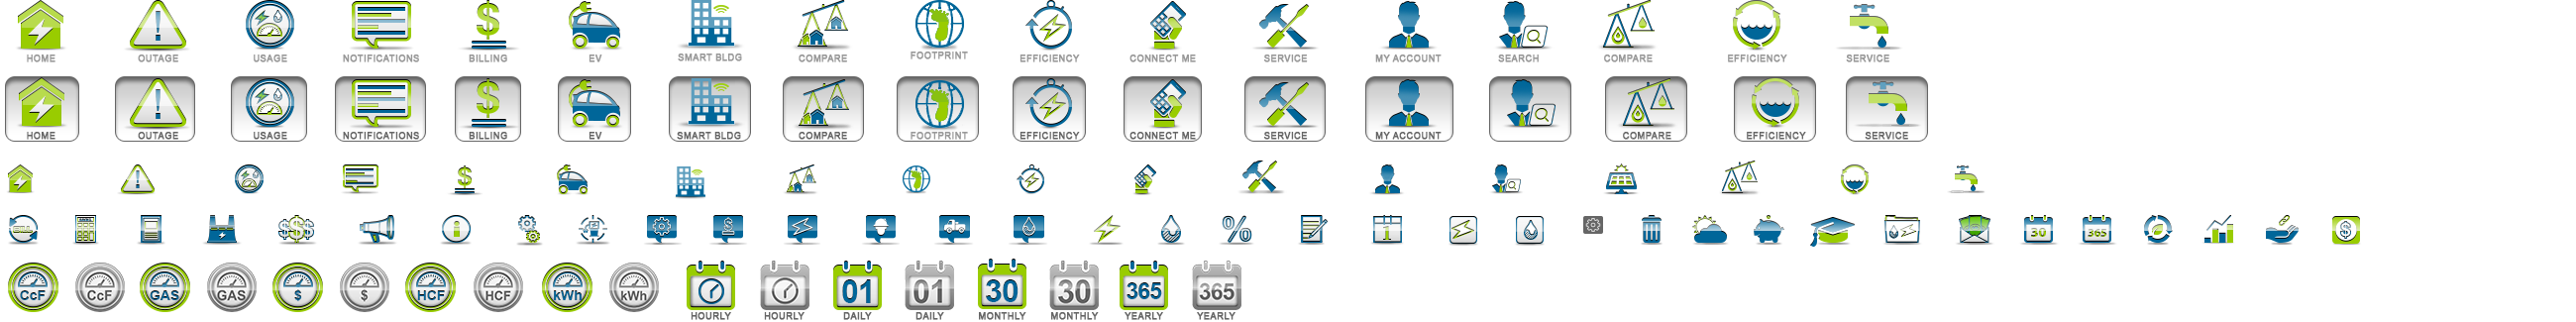 HOME OUTAGE USAGE NOTIFICATIONS $ BILLING EV SMART BLDG COMPARE FOOTPRINT EFFICIENCY CONNECT ME SERVICE MY ACCOUNT SEARCH COMPARE EFFICIENCY SERVICE
HOME OUTAGE USAGE NOTIFICATIONS $ BILLING EV SMART BLDG COMPARE FOOTPRINT EFFICIENCY CONNECT ME SERVICE MY ACCOUNT COMPARE EFFICIENCY SERVICE
$
BILL $$$ $ % 30 365 $
CcF CcF GAS GAS $ $ HCF HCF kWh kWh 01 01 30 30 365 365
HOURLY HOURLY DAILY DAILY MONTHLY MONTHLY YEARLY YEARLY